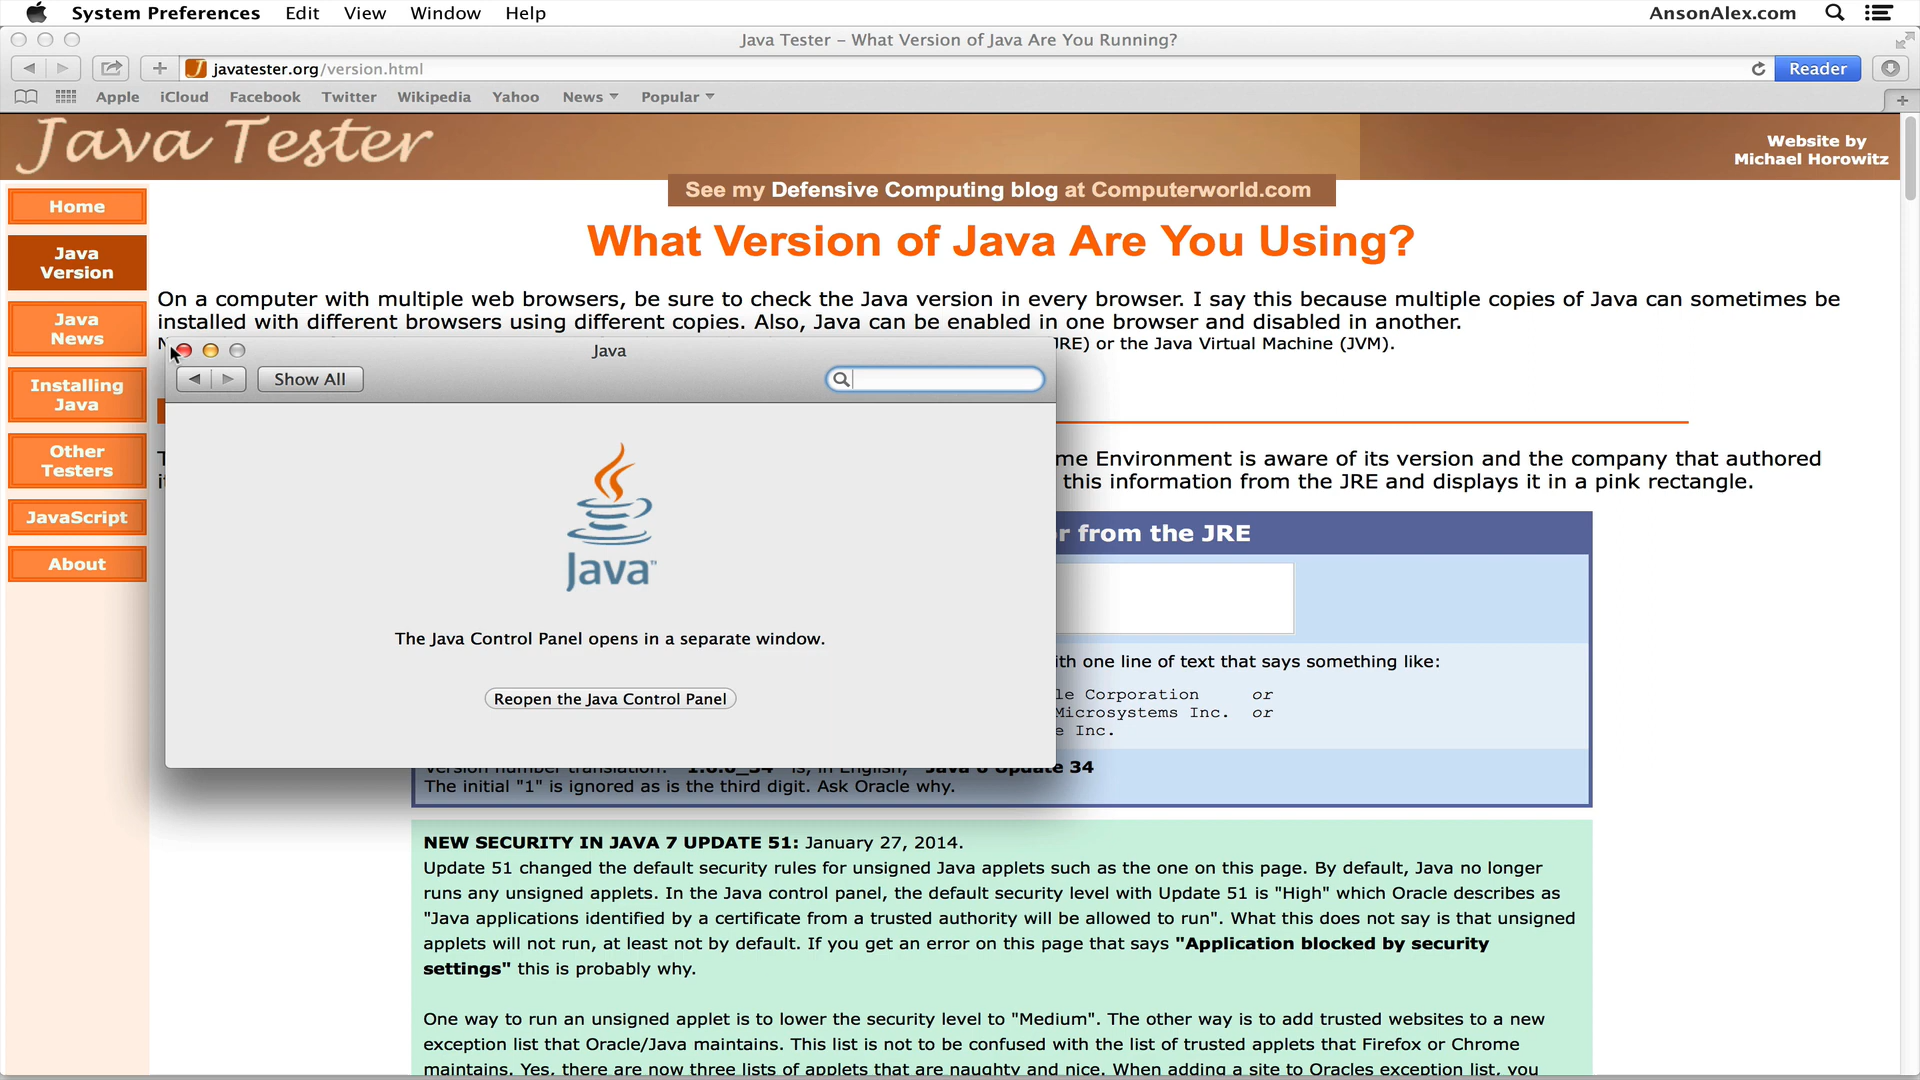 System Preferences Edit View Window Help AnsonAlex.com
Java Tester – What Version of Java Are You Running?
javatester.org/version.html Reader
Apple iCloud Facebook Twitter Wikipedia Yahoo News Popular
Java Tester
Website by
Michael Horowitz
See my Defensive Computing blog at Computerworld.com
Home
Java
Version
Java
News
Installing
Java
Other
Testers
JavaScript
About
What Version of Java Are You Using?
On a computer with multiple web browsers, be sure to check the Java version in every browser. I say this because multiple copies of Java can sometimes be
installed with different browsers using different copies. Also, Java can be enabled in one browser and disabled in another.
JRE) or the Java Virtual Machine (JVM).
Java
Show All
Java™
The Java Control Panel opens in a separate window.
Reopen the Java Control Panel
Environment is aware of its version and the company that authored
this information from the JRE and displays it in a pink rectangle.
from the JRE
one line of text that says something like:
Corporation or
Microsystems Inc. or
Inc.
Version number translation: "1.6.0_34" is, in English, "Java 6 Update 34
The initial "1" is ignored as is the third digit. Ask Oracle why.
NEW SECURITY IN JAVA 7 UPDATE 51: January 27, 2014.
Update 51 changed the default security rules for unsigned Java applets such as the one on this page. By default, Java no longer
runs any unsigned applets. In the Java control panel, the default security level with Update 51 is "High" which Oracle describes as
"Java applications identified by a certificate from a trusted authority will be allowed to run". What this does not say is that unsigned
applets will not run, at least not by default. If you get an error on this page that says "Application blocked by security
settings" this is probably why.
One way to run an unsigned applet is to lower the security level to "Medium". The other way is to add trusted websites to a new
exception list that Oracle/Java maintains. This list is not to be confused with the list of trusted applets that Firefox or Chrome
maintains. Yes, there are now three lists of applets that are naughty and nice. When adding a site to Oracles exception list, you